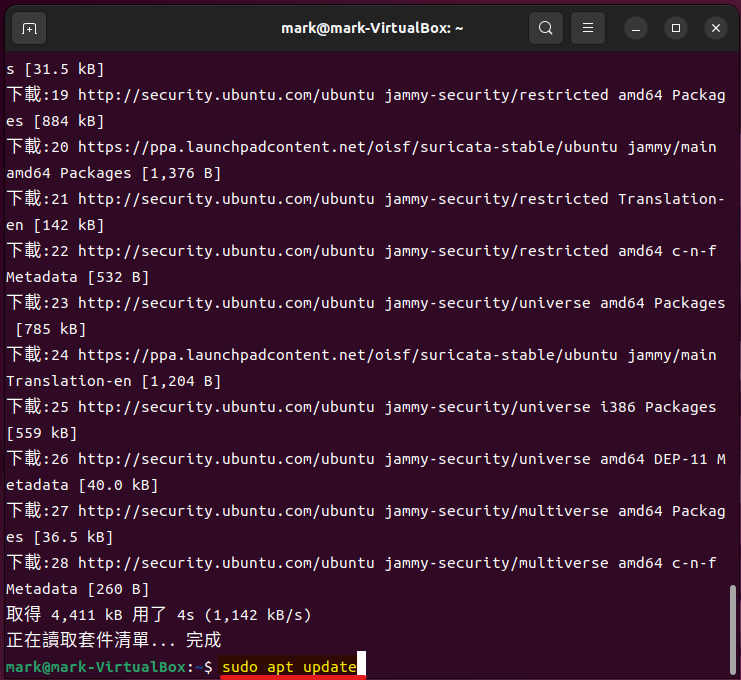 mark@mark-VirtualBox: ~
s [31.5 kB]
下載:19 http://security.ubuntu.com/ubuntu jammy-security/restricted amd64 Packag
es [884 kB]
下載:20 https://ppa.launchpadcontent.net/oisf/suricata-stable/ubuntu jammy/main
amd64 Packages [1,376 B]
下載:21 http://security.ubuntu.com/ubuntu jammy-security/restricted Translation-
en [142 kB]
下載:22 http://security.ubuntu.com/ubuntu jammy-security/restricted amd64 c-n-f
Metadata [532 B]
下載:23 http://security.ubuntu.com/ubuntu jammy-security/universe amd64 Packages
 [785 kB]
下載:24 https://ppa.launchpadcontent.net/oisf/suricata-stable/ubuntu jammy/main
Translation-en [1,204 B]
下載:25 http://security.ubuntu.com/ubuntu jammy-security/universe i386 Packages
[559 kB]
下載:26 http://security.ubuntu.com/ubuntu jammy-security/universe amd64 DEP-11 M
etadata [40.0 kB]
下載:27 http://security.ubuntu.com/ubuntu jammy-security/multiverse amd64 Packag
es [36.5 kB]
下載:28 http://security.ubuntu.com/ubuntu jammy-security/multiverse amd64 c-n-f
Metadata [260 B]
取得 4,411 kB 用了 4s (1,142 kB/s)
正在讀取套件清單... 完成
mark@mark-VirtualBox:~$ sudo apt update